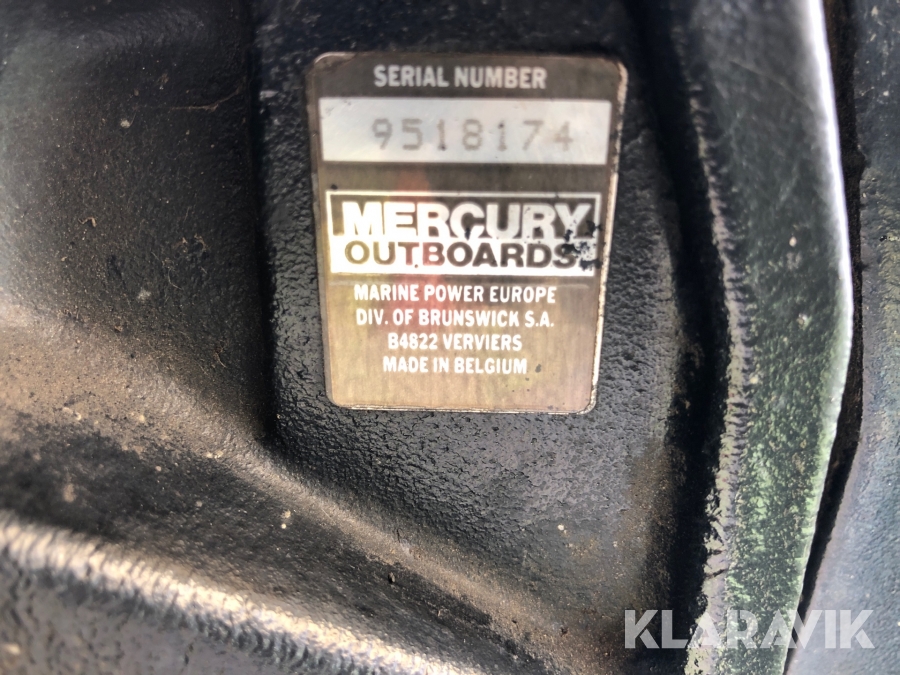 SERIAL NUMBER
9518174
MERCURY
OUTBOARDS
MARINE POWER EUROPE
DIV. OF BRUNSWICK S.A.
B4822 VERVIERS
MADE IN BELGIUM
KLARAVIK